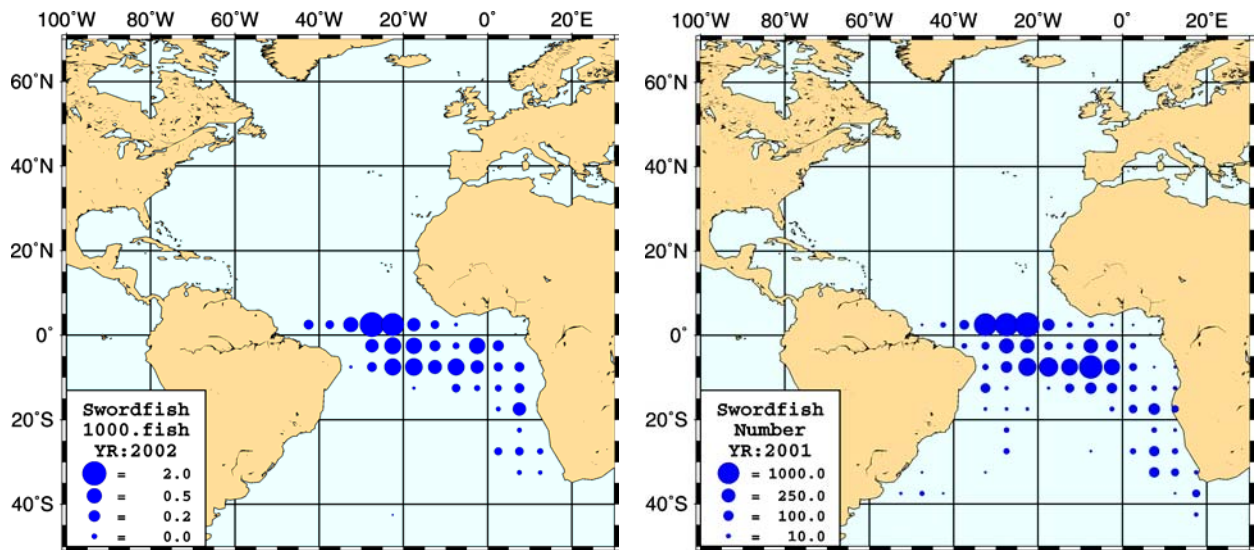 100°W 80°W 60°W 40°W 20°W 0° 20°E
60°N
40°N
20°N
0°
20°S
40°S
Swordfish
1000.fish
YR:2002
= 2.0
= 0.5
= 0.2
= 0.0
100°W 80°W 60°W 40°W 20°W 0° 20°E
60°N
40°N
20°N
0°
20°S
40°S
Swordfish
Number
YR:2001
= 1000.0
= 250.0
= 100.0
= 10.0